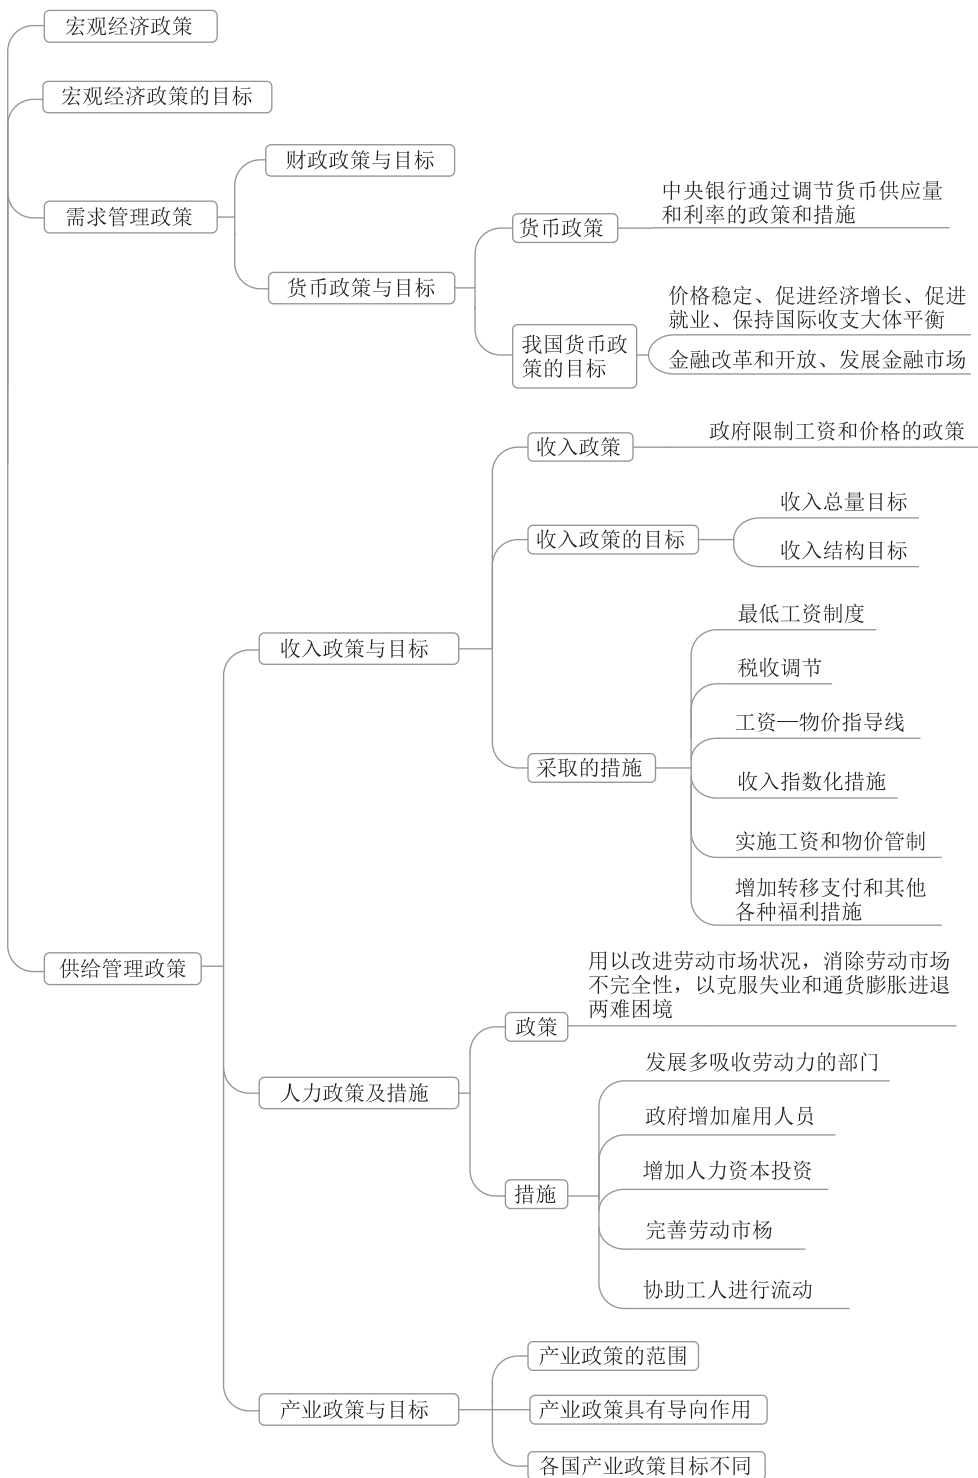 宏观经济政策
宏观经济政策的目标
需求管理政策
财政政策与目标
货币政策与目标
货币政策
中央银行通过调节货币供应量
和利率的政策和措施
我国货币政
策的目标
价格稳定、促进经济增长、促进
就业、保持国际收支大体平衡
金融改革和开放、发展金融市场
供给管理政策
收入政策与目标
收入政策
政府限制工资和价格的政策
收入政策的目标
收入总量目标
收入结构目标
采取的措施
最低工资制度
税收调节
工资—物价指导线
收入指数化措施
实施工资和物价管制
增加转移支付和其他
各种福利措施
人力政策及措施
政策
用以改进劳动市场状况，消除劳动市场
不完全性，以克服失业和通货膨胀进退
两难困境
措施
发展多吸收劳动力的部门
政府增加雇用人员
增加人力资本投资
完善劳动市杨
协助工人进行流动
产业政策与目标
产业政策的范围
产业政策具有导向作用
各国产业政策目标不同